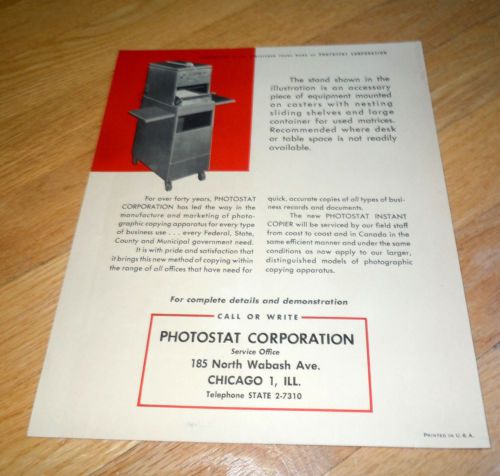 PHOTOSTAT CORPORATION
The stand shown in the
illustration is an accessory
piece of equipment mounted
on casters with nesting
sliding shelves and large
container for used matrices.
Recommended where desk
or table space is not readily
available.
For over forty years, PHOTOSTAT
CORPORATION has led the way in the
manufacture and marketing of photo-
graphic copying apparatus for every type
of business use . . . every Federal, State,
County and Municipal government need.
It is with pride and satisfaction that
it brings this new method of copying within
the range of all offices that have need for
quick, accurate copies of all types of busi-
ness records and documents.
The new PHOTOSTAT INSTANT
COPIER will be serviced by our field staff
from coast to coast and in Canada in the
same efficient manner and under the same
conditions as now apply to our larger,
distinguished models of photographic
copying apparatus.
For complete details and demonstration
CALL OR WRITE
PHOTOSTAT CORPORATION
Service Office
185 North Wabash Ave.
CHICAGO 1, ILL.
Telephone STATE 2-7310
PRINTED IN U.S.A.